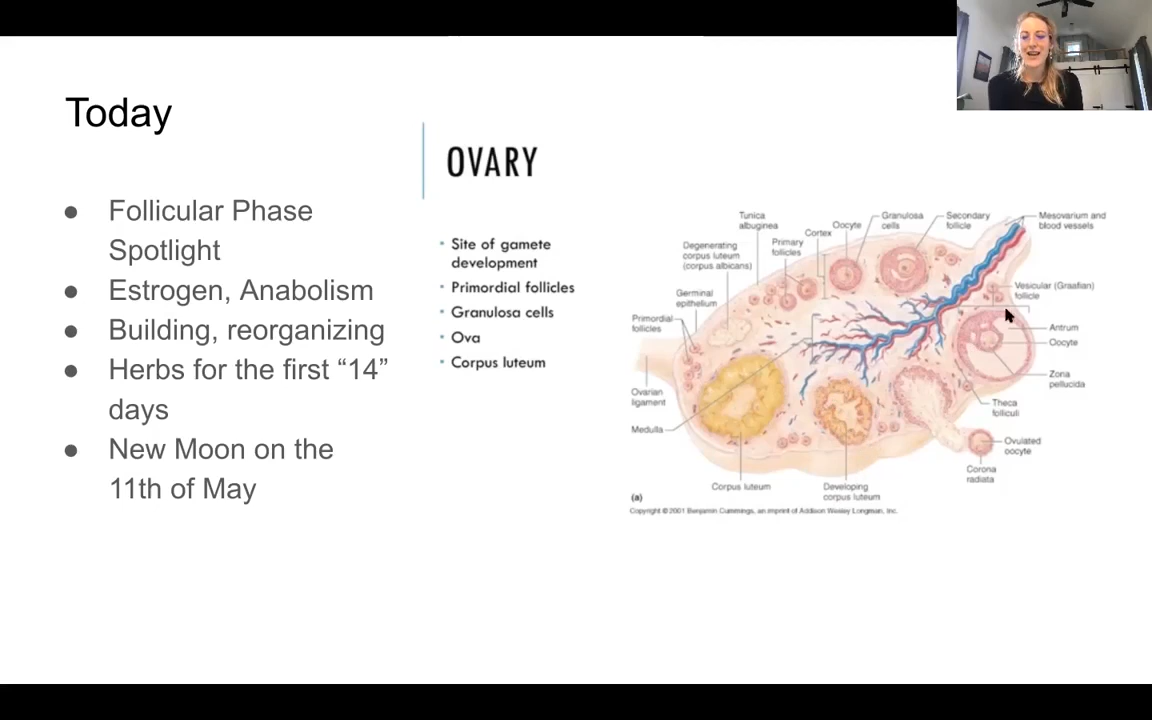 Today
● Follicular Phase
Spotlight
● Estrogen, Anabolism
● Building, reorganizing
● Herbs for the first “14”
days
● New Moon on the
11th of May
OVARY
• Site of gamete
development
• Primordial follicles
• Granulosa cells
• Ova
• Corpus luteum
Tunica
albuginea
Degenerating
corpus luteum
(corpus albicans)
Primary
follicles
Cortex
Oocyte
Granulosa
cells
Secondary
follicle
Mesovarium and
blood vessels
Germinal
epithelium
Primordial
follicles
Ovarian
ligament
Medulla
Vesicular (Graafian)
follicle
Antrum
Oocyte
Zona
pellucida
Theca
folliculi
Ovulated
oocyte
Corona
radiata
Corpus luteum
Developing
corpus luteum
(a)
Copyright © 2001 Benjamin Cummings, an imprint of Addison Wesley Longman, Inc.